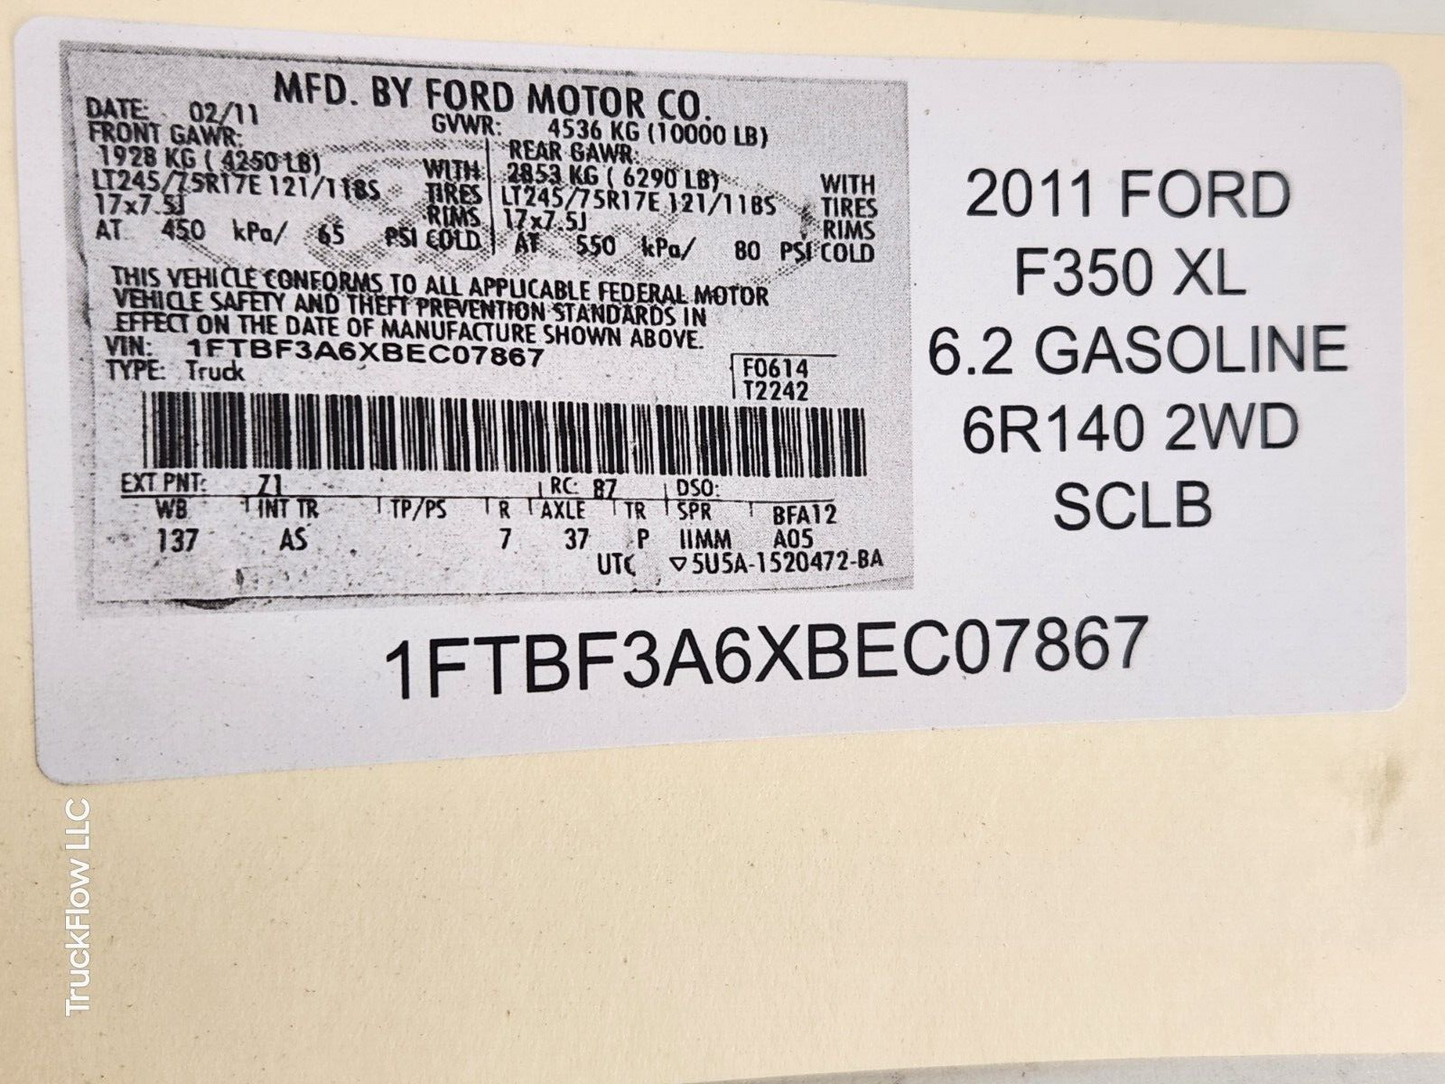 MFD. BY FORD MOTOR CO.
DATE: 02/11 GVWR: 4536 KG (10000 LB)
FRONT GAWR: REAR GAWR:
1928 KG ( 4250 LB) WITH 2853 KG ( 6290 LB) WITH
LT245/75R17E 121/118S TIRES LT245/75R17E 121/118S TIRES
17x7.5J RIMS 17x7.5J RIMS
AT 450 kPa/ 65 PSI COLD AT 550 kPa/ 80 PSI COLD
THIS VEHICLE CONFORMS TO ALL APPLICABLE FEDERAL MOTOR
VEHICLE SAFETY AND THEFT PREVENTION STANDARDS IN
EFFECT ON THE DATE OF MANUFACTURE SHOWN ABOVE.
VIN: 1FTBF3A6XBEC07867
TYPE: Truck F0614
T2242
EXT PNT: Z1 RC: 87 DSO:
WB INT TR TP/PS R AXLE TR SPR BFA12
137 AS 7 37 P IIMM A05
UTC ▽5U5A-1520472-BA
2011 FORD
F350 XL
6.2 GASOLINE
6R140 2WD
SCLB
1FTBF3A6XBEC07867
TruckFlow LLC